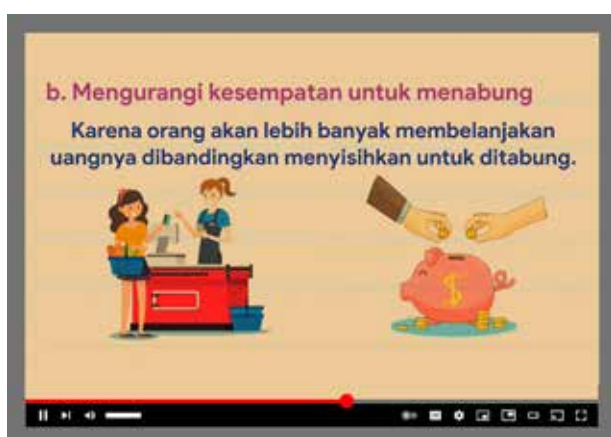 b. Mengurangi kesempatan untuk menabung
Karena orang akan lebih banyak membelanjakan
uangnya dibandingkan menyisihkan untuk ditabung.
$